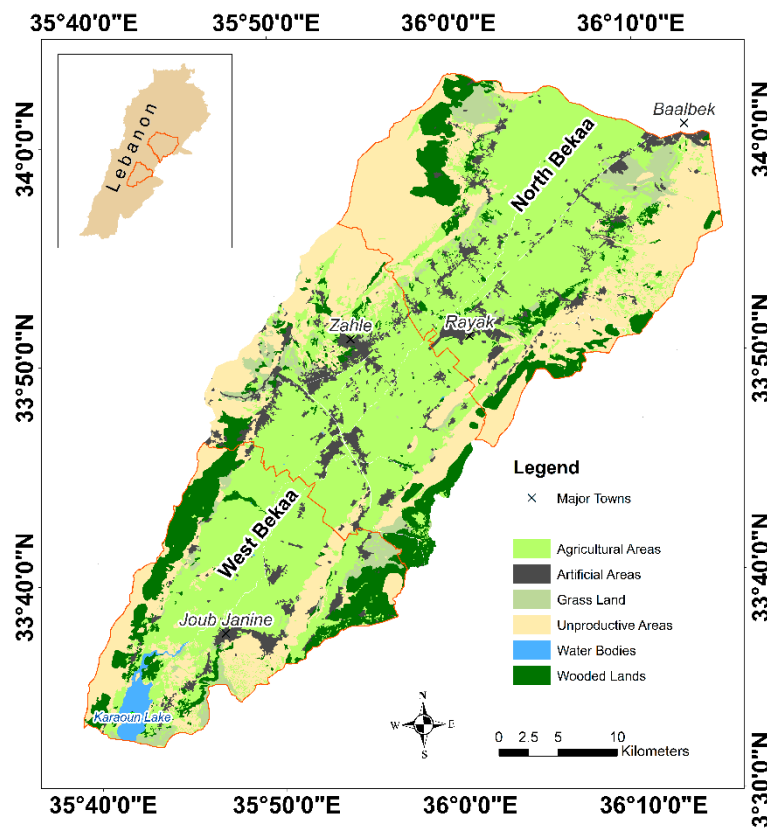 35°40'0"E 35°50'0"E 36°0'0"E 36°10'0"E
34°0'0"N
33°50'0"N
33°40'0"N
Lebanon
Baalbek
North Bekaa
Zahle
Rayak
West Bekaa
Joub Janine
Karaoun Lake
Legend
Major Towns
Agricultural Areas
Artificial Areas
Grass Land
Unproductive Areas
Water Bodies
Wooded Lands
N
W E
S
0 2.5 5 10
Kilometers
34°0'0"N
33°50'0"N
33°40'0"N
33°30'0"N
35°40'0"E 35°50'0"E 36°0'0"E 36°10'0"E